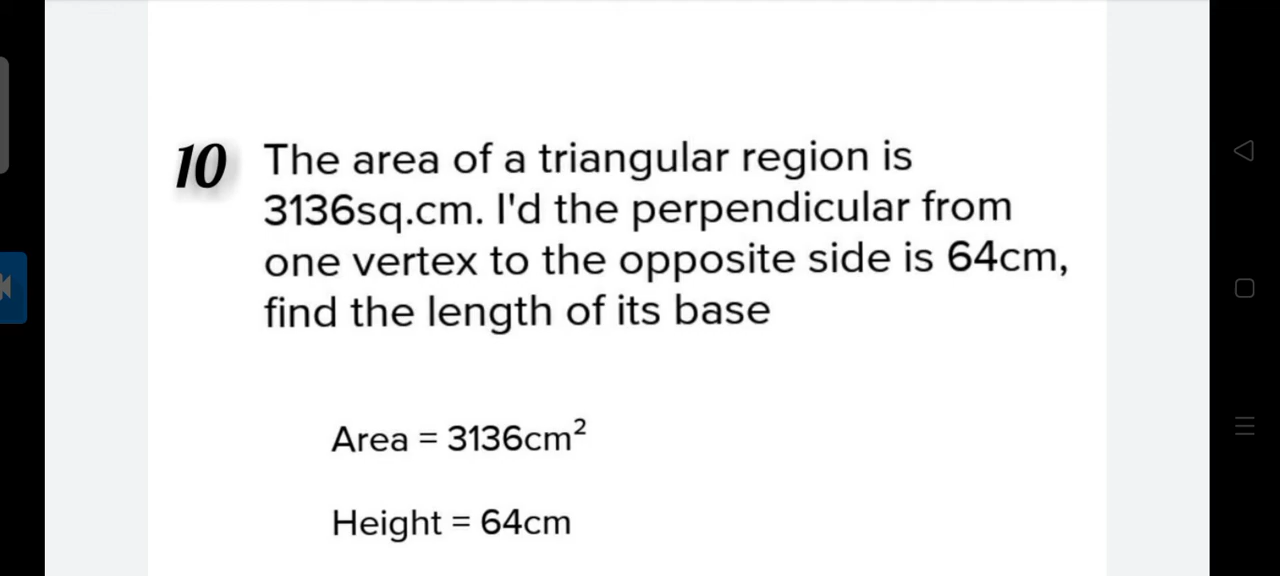 10 The area of a triangular region is
3136sq.cm. I'd the perpendicular from
one vertex to the opposite side is 64cm,
find the length of its base
Area = 3136cm²
Height = 64cm